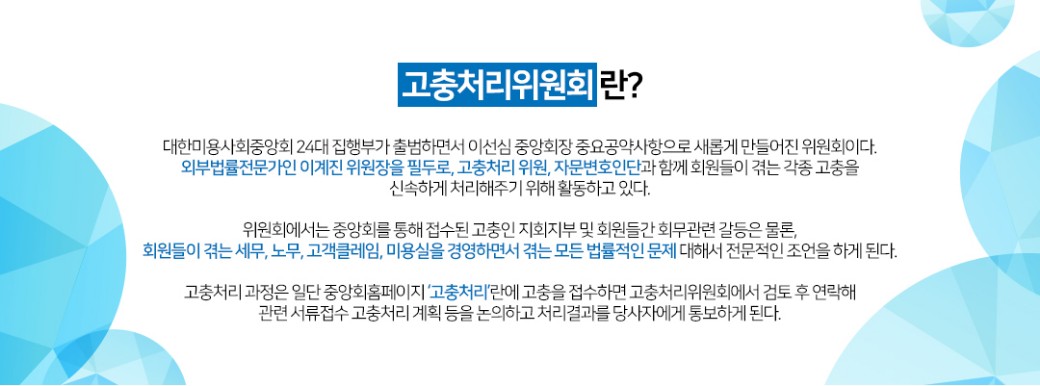 고충처리위원회란?
대한미용사회중앙회 24대 집행부가 출범하면서 이선심 중앙회장 중요공약사항으로 새롭게 만들어진 위원회이다.
외부법률전문가인 이계진 위원장을 필두로, 고충처리 위원, 자문변호인단과 함께 회원들이 겪는 각종 고충을
신속하게 처리해주기 위해 활동하고 있다.
위원회에서는 중앙회를 통해 접수된 고충인 지회지부 및 회원들간 회무관련 갈등은 물론,
회원들이 겪는 세무, 노무, 고객클레임, 미용실을 경영하면서 겪는 모든 법률적인 문제 대해서 전문적인 조언을 하게 된다.
고충처리 과정은 일단 중앙회홈페이지 '고충처리'란에 고충을 접수하면 고충처리위원회에서 검토 후 연락해
관련 서류접수 고충처리 계획 등을 논의하고 처리결과를 당사자에게 통보하게 된다.